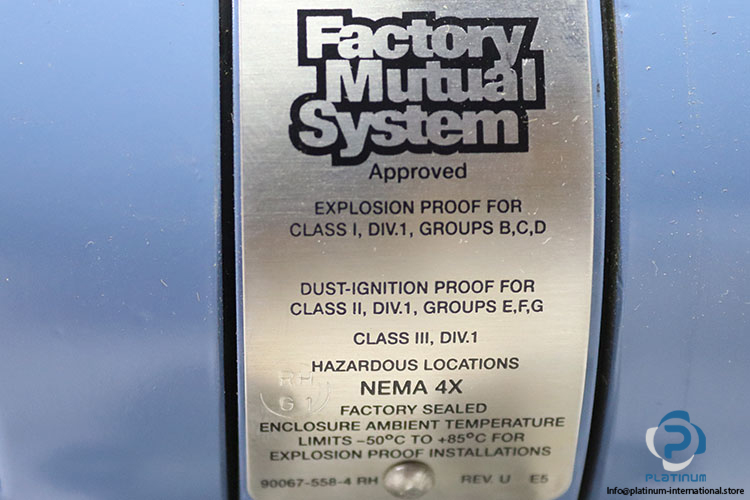 Factory
Mutual
System
Approved
EXPLOSION PROOF FOR
CLASS I, DIV.1, GROUPS B,C,D
DUST-IGNITION PROOF FOR
CLASS II, DIV.1, GROUPS E,F,G
CLASS III, DIV.1
HAZARDOUS LOCATIONS
NEMA 4X
RH
G1
FACTORY SEALED
ENCLOSURE AMBIENT TEMPERATURE
LIMITS –50°C TO +85°C FOR
EXPLOSION PROOF INSTALLATIONS
90067-558-4 RH REV. U E5
PLATINUM
Info@platinum-international.store